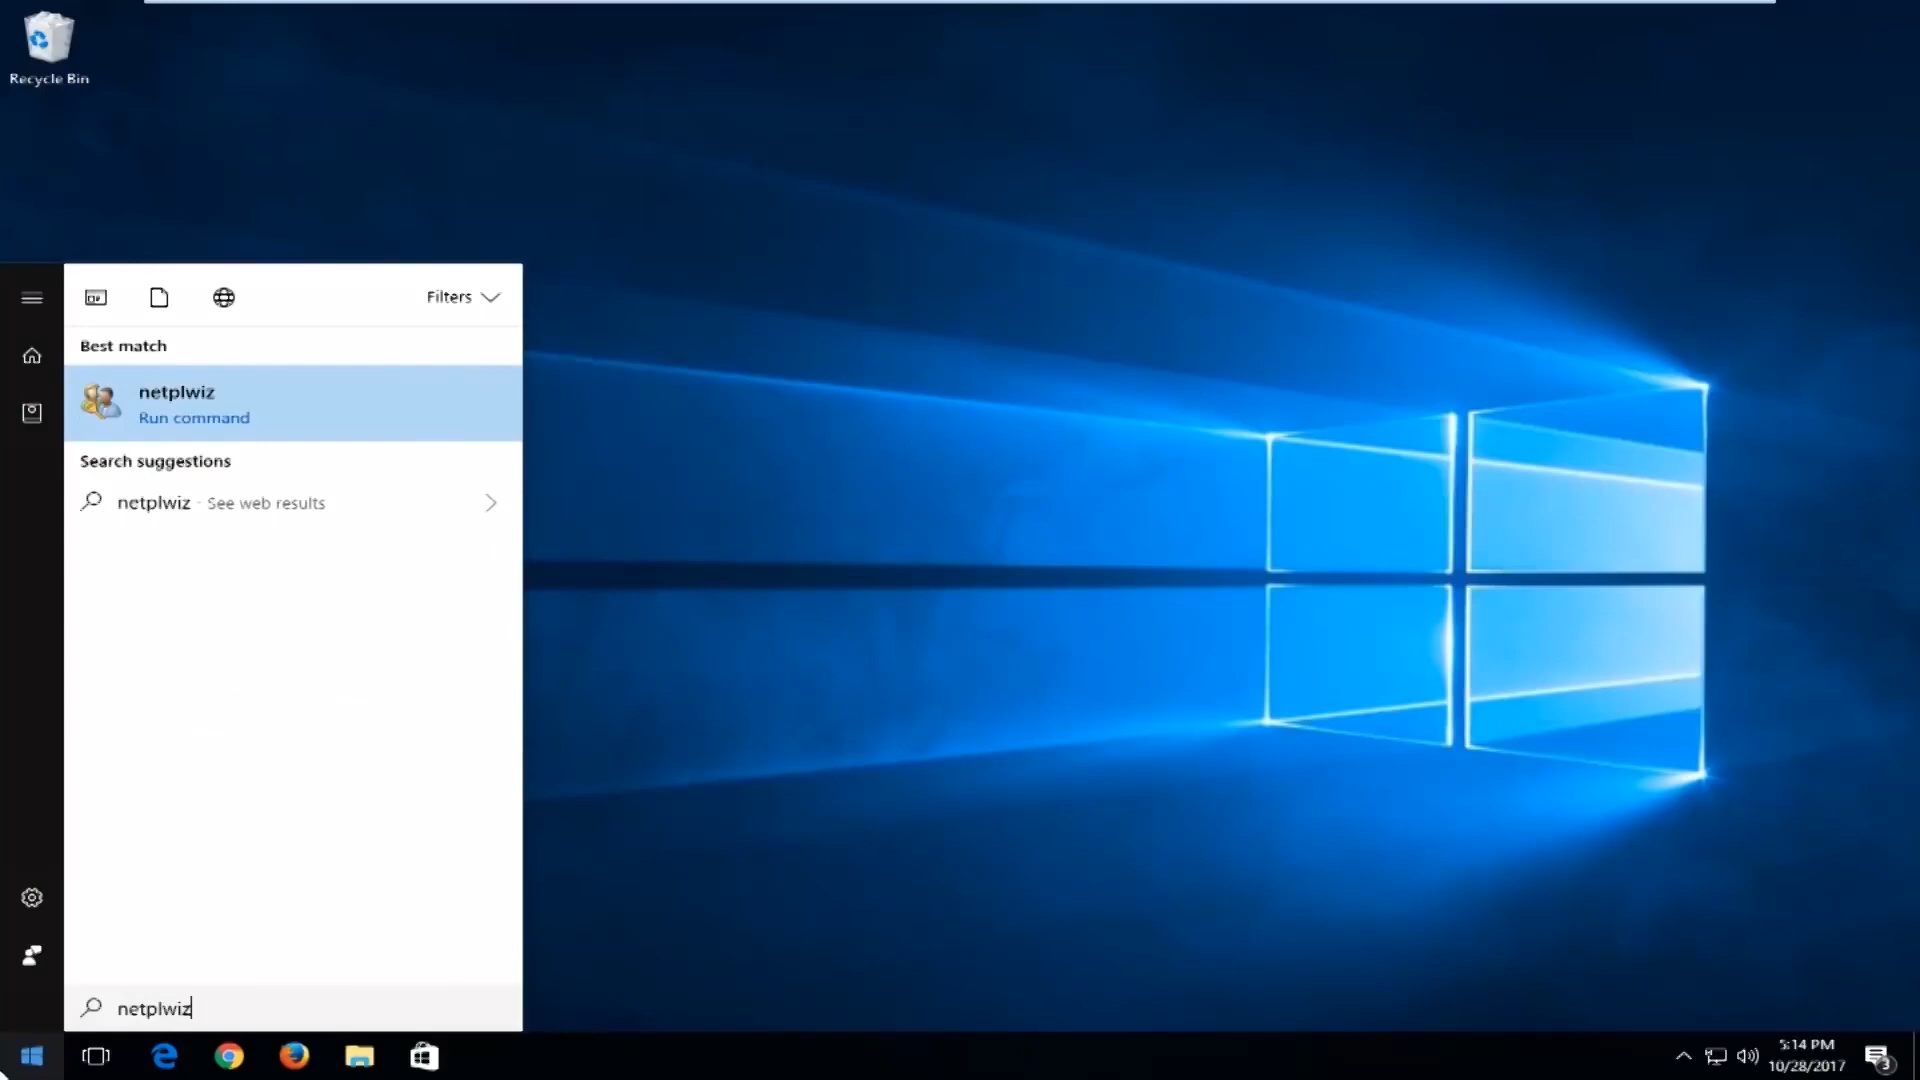 Recycle Bin
Filters
Best match
netplwiz
Run command
Search suggestions
netplwiz - See web results
netplwiz
5:14 PM
10/28/2017
3